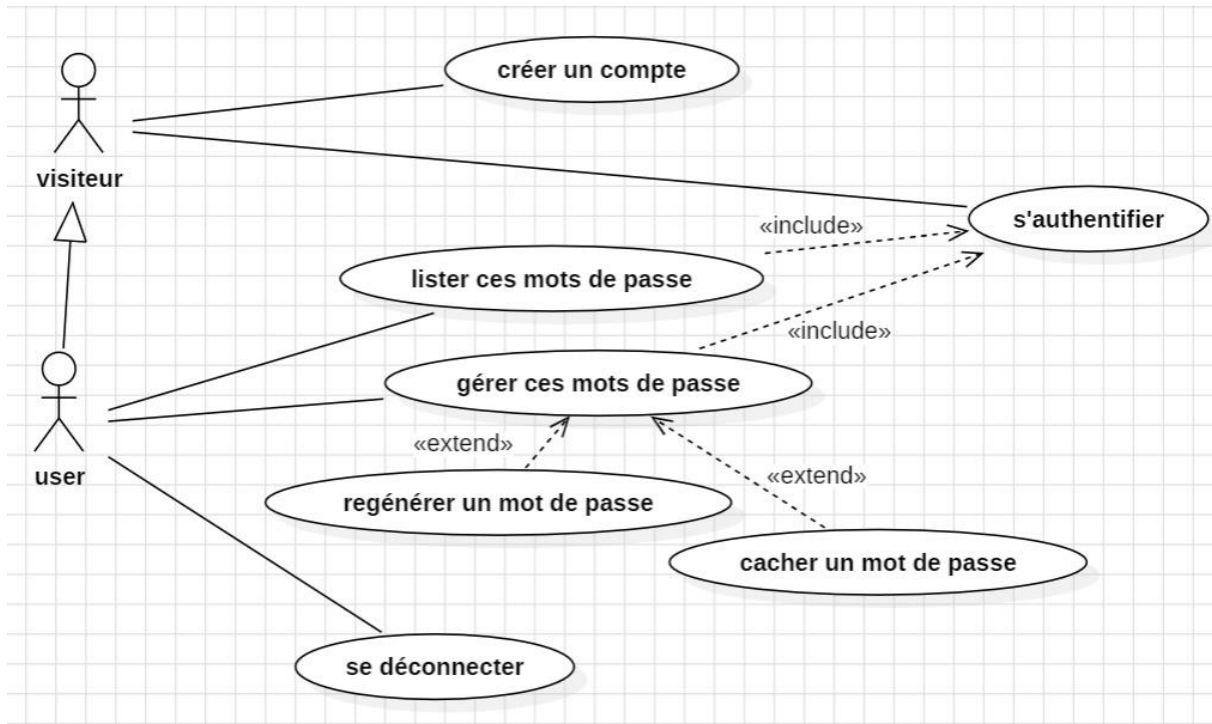 créer un compte
visiteur
s'authentifier
«include»
lister ces mots de passe
«include»
gérer ces mots de passe
«extend»
user
«extend»
regénérer un mot de passe
cacher un mot de passe
se déconnecter